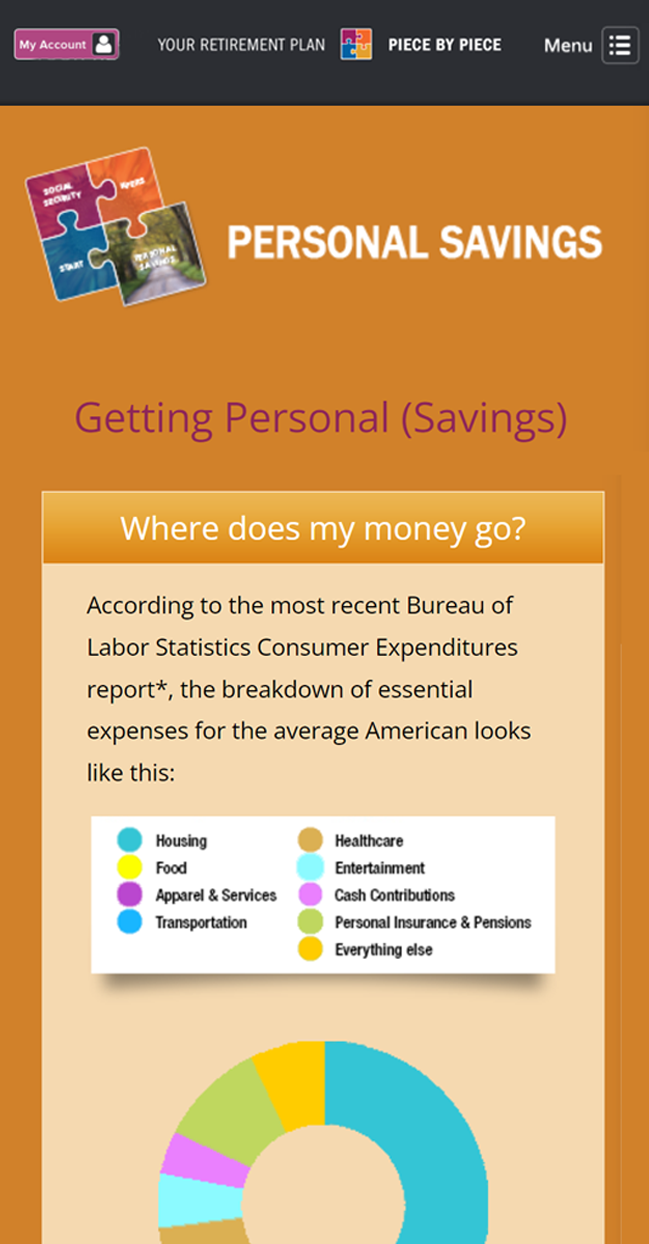 My Account
YOUR RETIREMENT PLAN
PIECE BY PIECE
Menu
SOCIAL
SECURITY
START
PERSONAL
SAVINGS
PERSONAL SAVINGS
Getting Personal (Savings)
Where does my money go?
According to the most recent Bureau of
Labor Statistics Consumer Expenditures
report*, the breakdown of essential
expenses for the average American looks
like this:
Housing
Food
Apparel & Services
Transportation
Healthcare
Entertainment
Cash Contributions
Personal Insurance & Pensions
Everything else